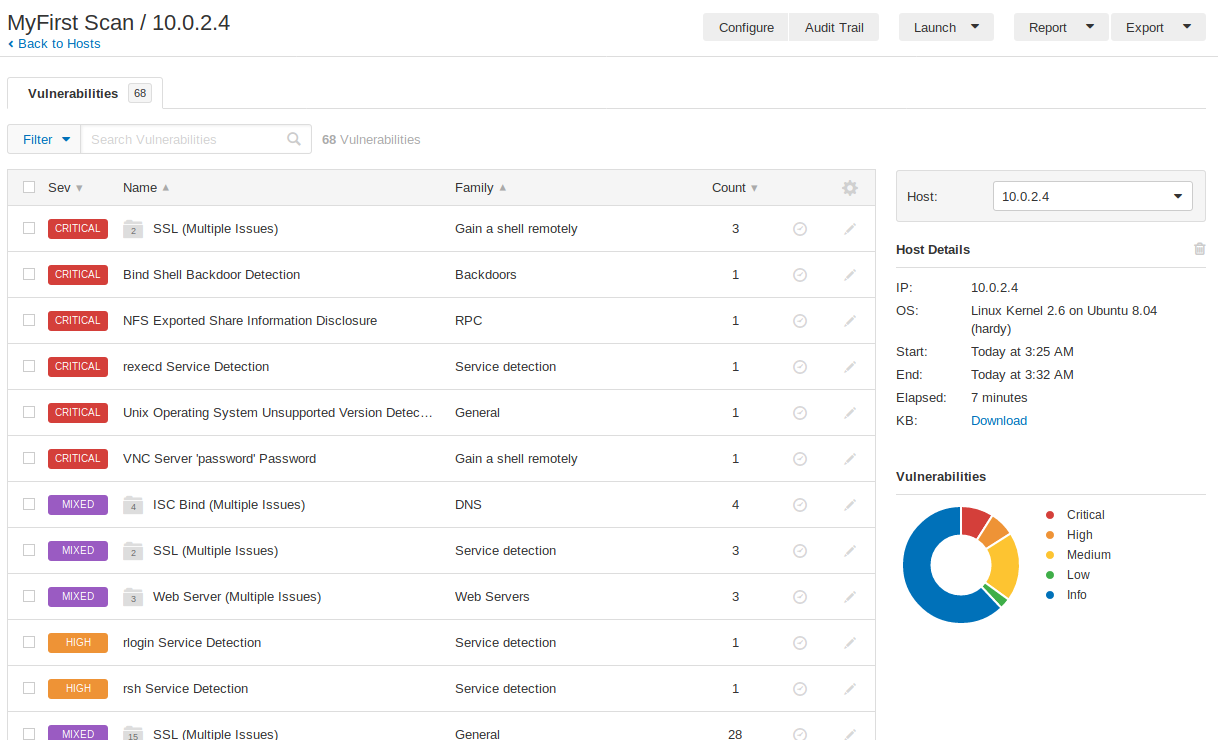 MyFirst Scan / 10.0.2.4
Configure Audit Trail Launch Report Export
Back to Hosts
Vulnerabilities 68
Filter Search Vulnerabilities 68 Vulnerabilities
Sev Name Family Count
CRITICAL 2 SSL (Multiple Issues) Gain a shell remotely 3
CRITICAL Bind Shell Backdoor Detection Backdoors 1
CRITICAL NFS Exported Share Information Disclosure RPC 1
CRITICAL rexecd Service Detection Service detection 1
CRITICAL Unix Operating System Unsupported Version Detec… General 1
CRITICAL VNC Server 'password' Password Gain a shell remotely 1
MIXED 4 ISC Bind (Multiple Issues) DNS 4
MIXED 2 SSL (Multiple Issues) Service detection 3
MIXED 3 Web Server (Multiple Issues) Web Servers 3
HIGH rlogin Service Detection Service detection 1
HIGH rsh Service Detection Service detection 1
MIXED 15 SSL (Multiple Issues) General 28
Host: 10.0.2.4
Host Details
IP: 10.0.2.4
OS: Linux Kernel 2.6 on Ubuntu 8.04
(hardy)
Start: Today at 3:25 AM
End: Today at 3:32 AM
Elapsed: 7 minutes
KB: Download
Vulnerabilities
Critical
High
Medium
Low
Info